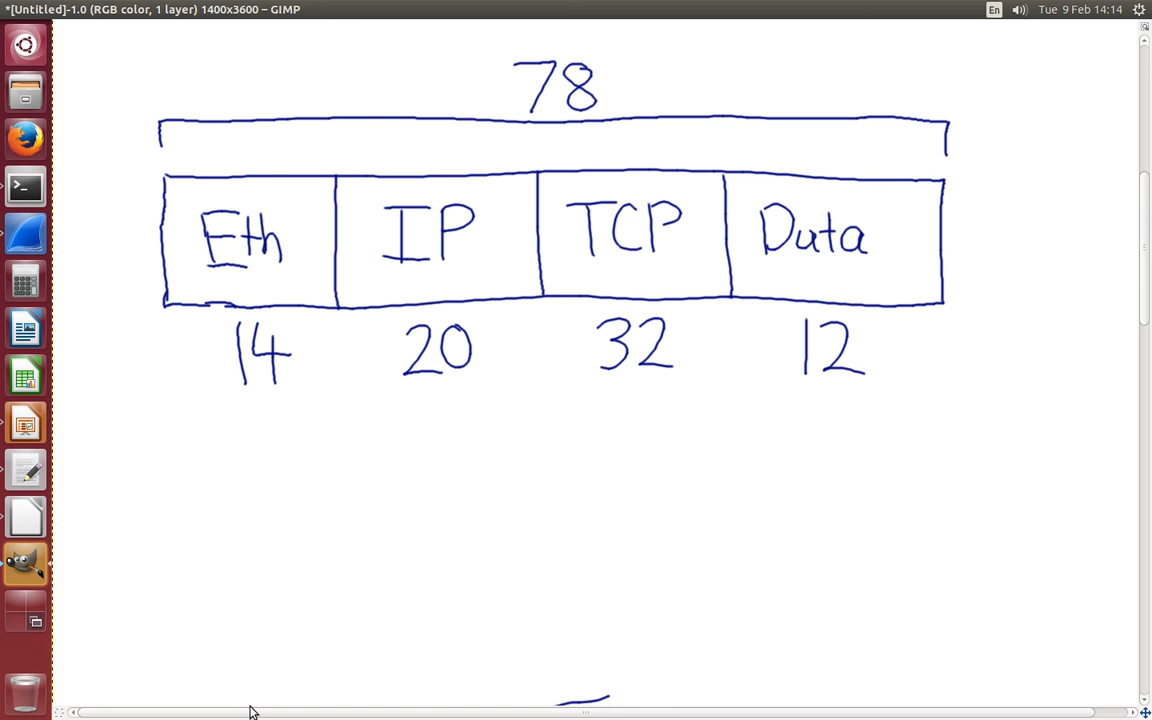 *[Untitled]-1.0 (RGB color, 1 layer) 1400x3600 – GIMP
En
Tue 9 Feb 14:14
78
Eth IP TCP Data
14 20 32 12